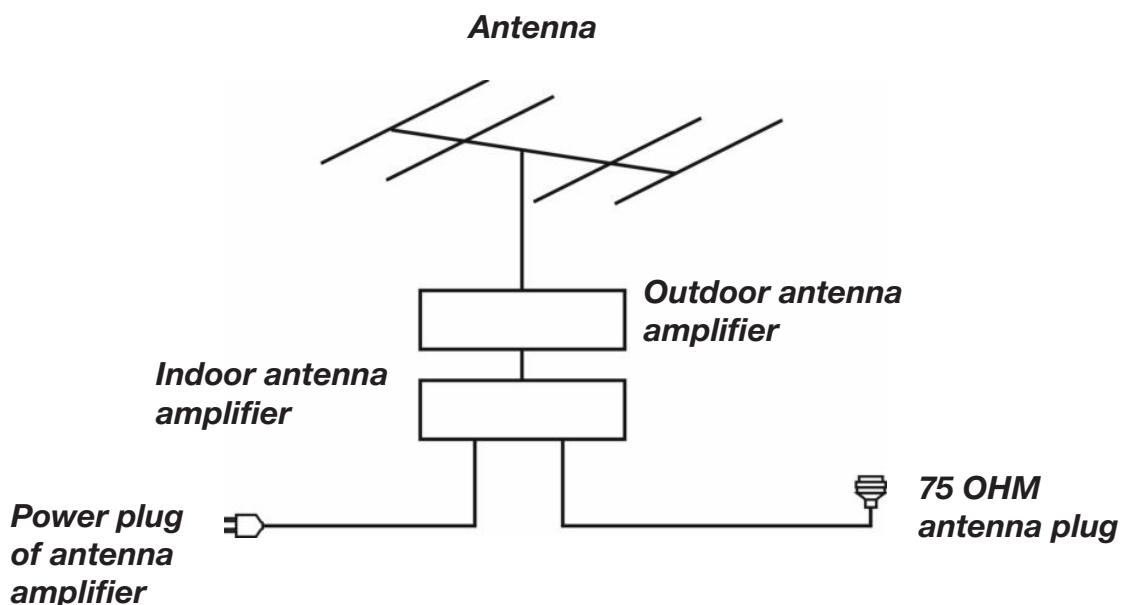 Antenna
Outdoor antenna
amplifier
Indoor antenna
amplifier
75 OHM
antenna plug
Power plug
of antenna
amplifier